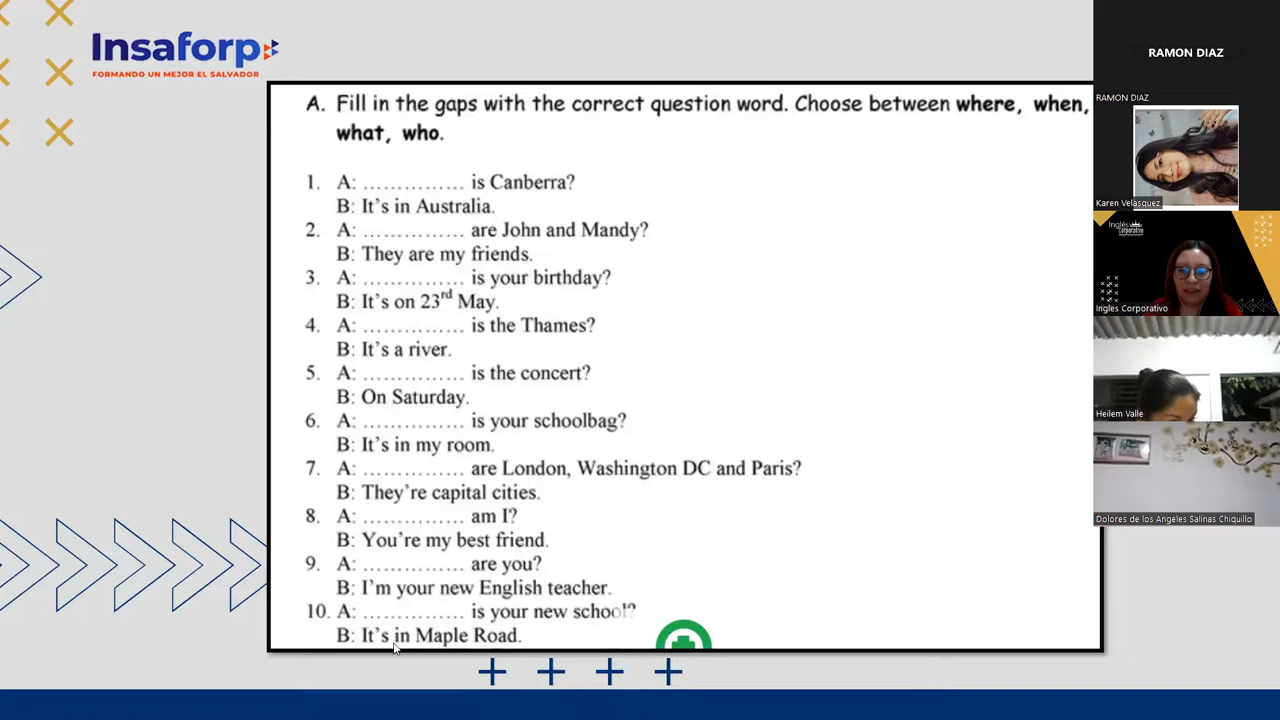 Insaforp
FORMANDO UN MEJOR EL SALVADOR
A. Fill in the gaps with the correct question word. Choose between where, when,
what, who.
1. A: …………… is Canberra?
B: It's in Australia.
2. A: …………… are John and Mandy?
B: They are my friends.
3. A: …………… is your birthday?
B: It's on 23rd May.
4. A: …………… is the Thames?
B: It's a river.
5. A: …………… is the concert?
B: On Saturday.
6. A: …………… is your schoolbag?
B: It's in my room.
7. A: …………… are London, Washington DC and Paris?
B: They're capital cities.
8. A: …………… am I?
B: You're my best friend.
9. A: …………… are you?
B: I'm your new English teacher.
10. A: …………… is your new school?
B: It's in Maple Road.
RAMON DIAZ
RAMON DIAZ
Karen Velasquez
Inglés
Corporativo
Ingles Corporativo
Heilem Valle
Dolores de los Angeles Salinas Chiquillo